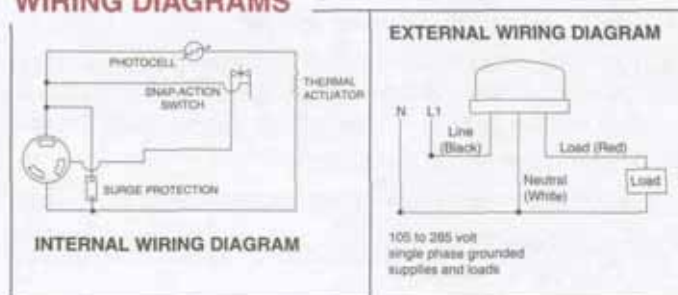 WIRING DIAGRAMS
PHOTOCELL
SNAP-ACTION
SWITCH
THERMAL
ACTUATOR
SURGE PROTECTION
INTERNAL WIRING DIAGRAM
EXTERNAL WIRING DIAGRAM
N L1
Line
(Black)
Load (Red)
Neutral
(White)
Load
105 to 285 volt
single phase grounded
supplies and loads